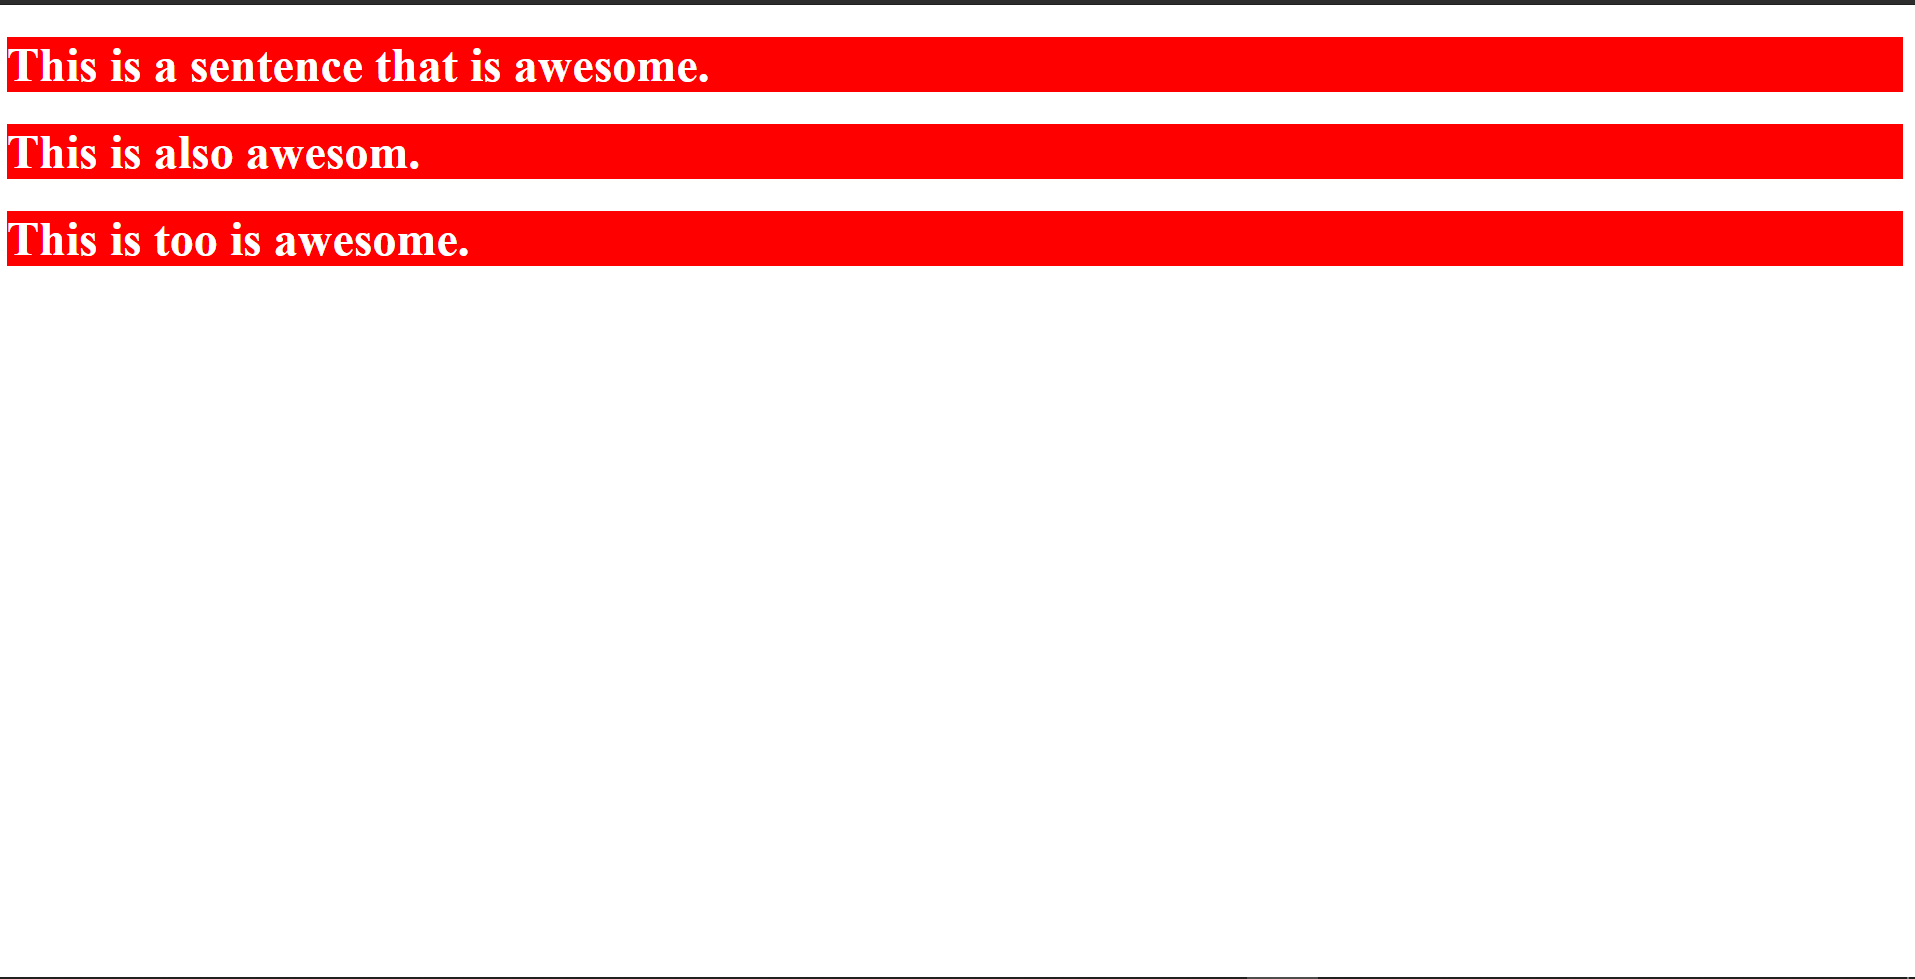 This is a sentence that is awesome.
This is also awesom.
This is too is awesome.